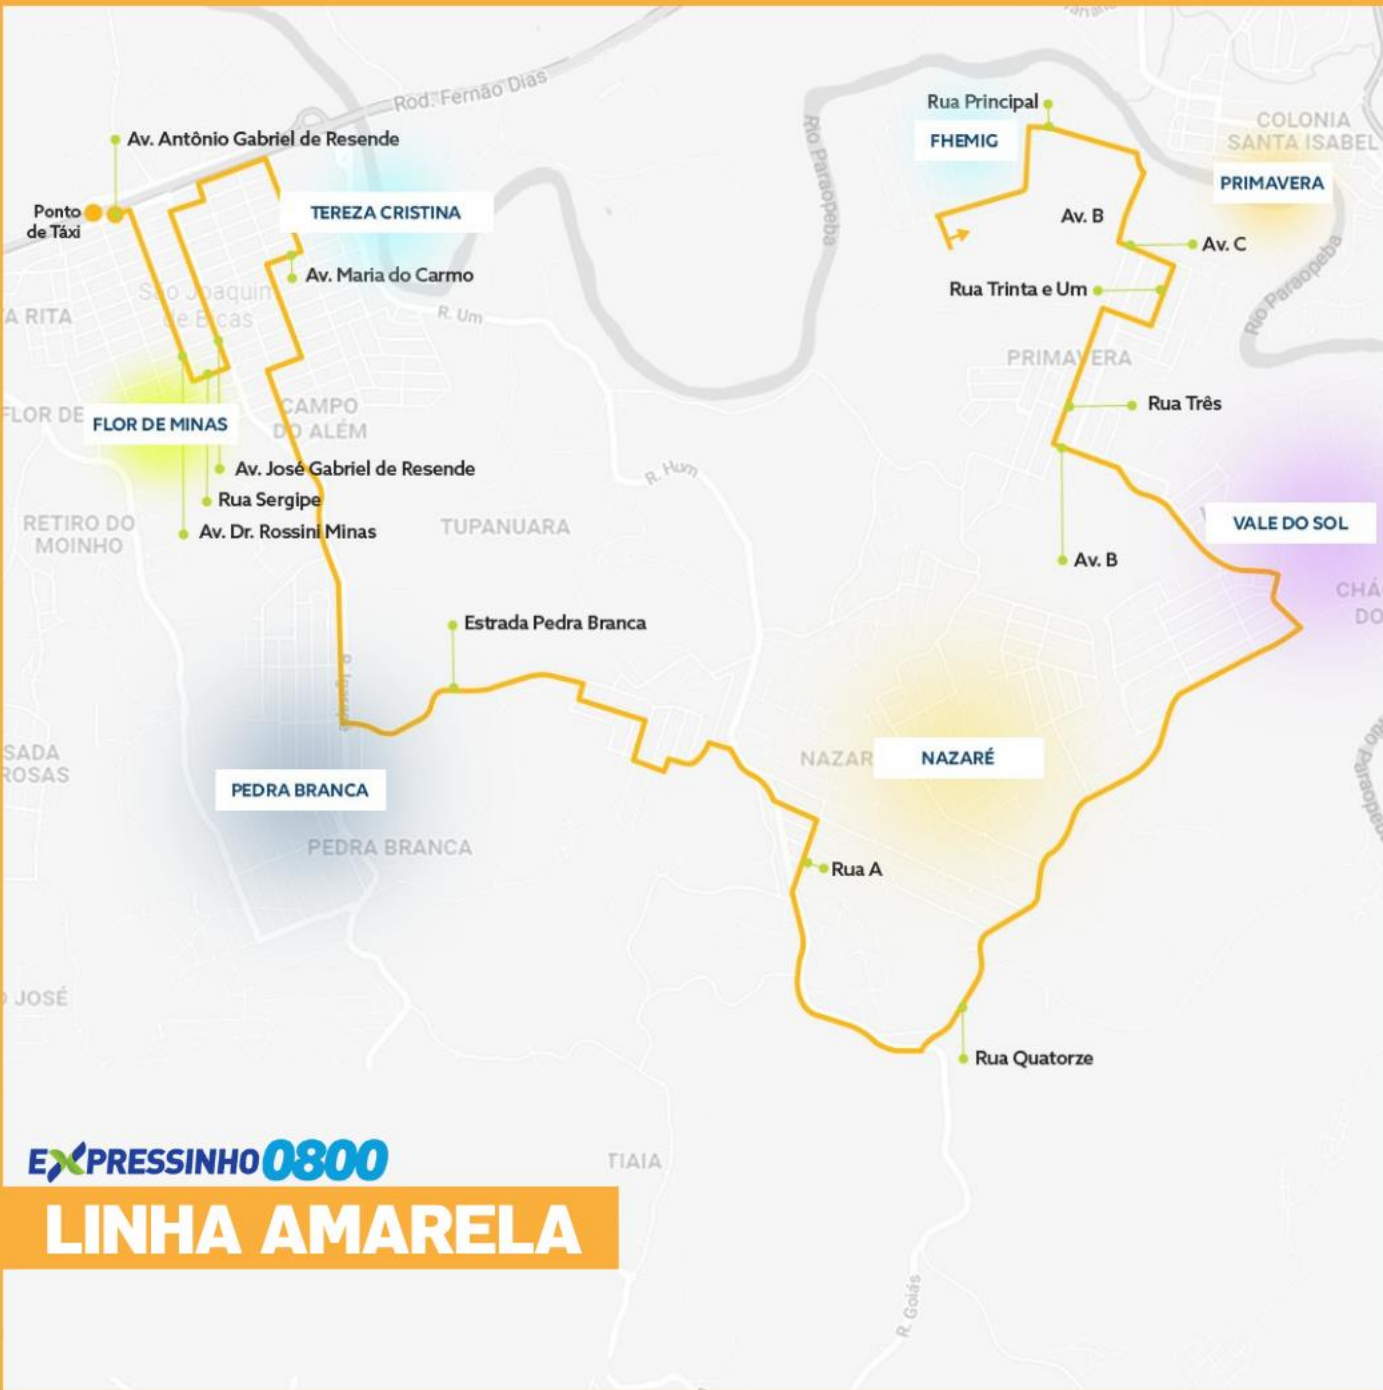 Rod. Fernão Dias
Av. Antônio Gabriel de Resende
Ponto
de Táxi
TEREZA CRISTINA
Av. Maria do Carmo
São Joaquim
de Bicas
R. Um
FLOR DE
FLOR DE MINAS
CAMPO
DO ALÉM
Av. José Gabriel de Resende
Rua Sergipe
Av. Dr. Rossini Minas
RETIRO DO
MOINHO
TUPANUARA
R. Hum
Rio Paraopeba
Rua Principal
FHEMIG
COLONIA
SANTA ISABEL
PRIMAVERA
Av. B
Av. C
Rua Trinta e Um
Rio Paraopeba
PRIMAVERA
Rua Três
VALE DO SOL
Av. B
CHÁ
DO
Estrada Pedra Branca
R. Igarapé
SADA
ROSAS
PEDRA BRANCA
PEDRA BRANCA
NAZAR
NAZARÉ
Rua A
JOSÉ
Rua Quatorze
EXPRESSINHO 0800
LINHA AMARELA
TIAIA
R. Goiás
A RITA